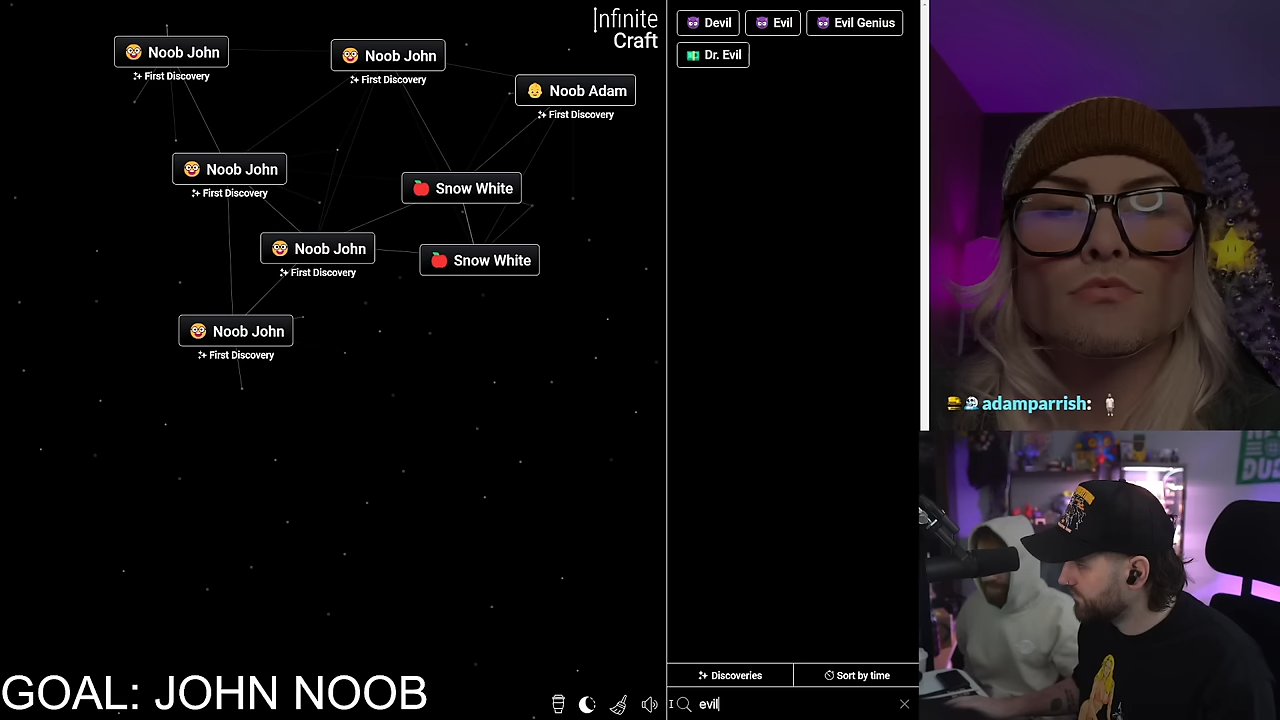 Infinite
Craft
Noob John
First Discovery
Noob John
First Discovery
Noob Adam
First Discovery
Noob John
First Discovery
Snow White
Noob John
First Discovery
Snow White
Noob John
First Discovery
GOAL: JOHN NOOB
Devil
Evil
Evil Genius
Dr. Evil
Discoveries
Sort by time
evil
adamparrish: